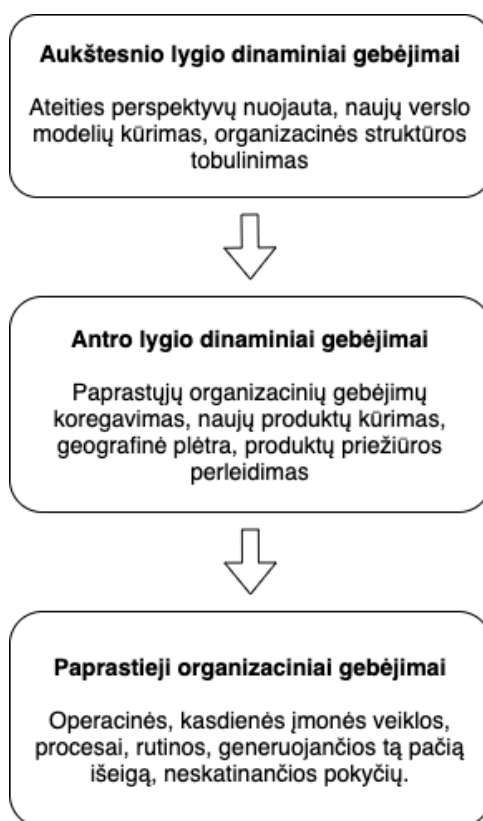 Aukštesnio lygio dinaminiai gebėjimai
Ateities perspektyvų nuojauta, naujų verslo
modelių kūrimas, organizacinės struktūros
tobulinimas
Antro lygio dinaminiai gebėjimai
Paprastųjų organizacinių gebėjimų
koregavimas, naujų produktų kūrimas,
geografinė plėtra, produktų priežiūros
perleidimas
Paprastieji organizaciniai gebėjimai
Operacinės, kasdienės įmonės veiklos,
procesai, rutinos, generuojančios tą pačią
išeigą, neskatinančios pokyčių.